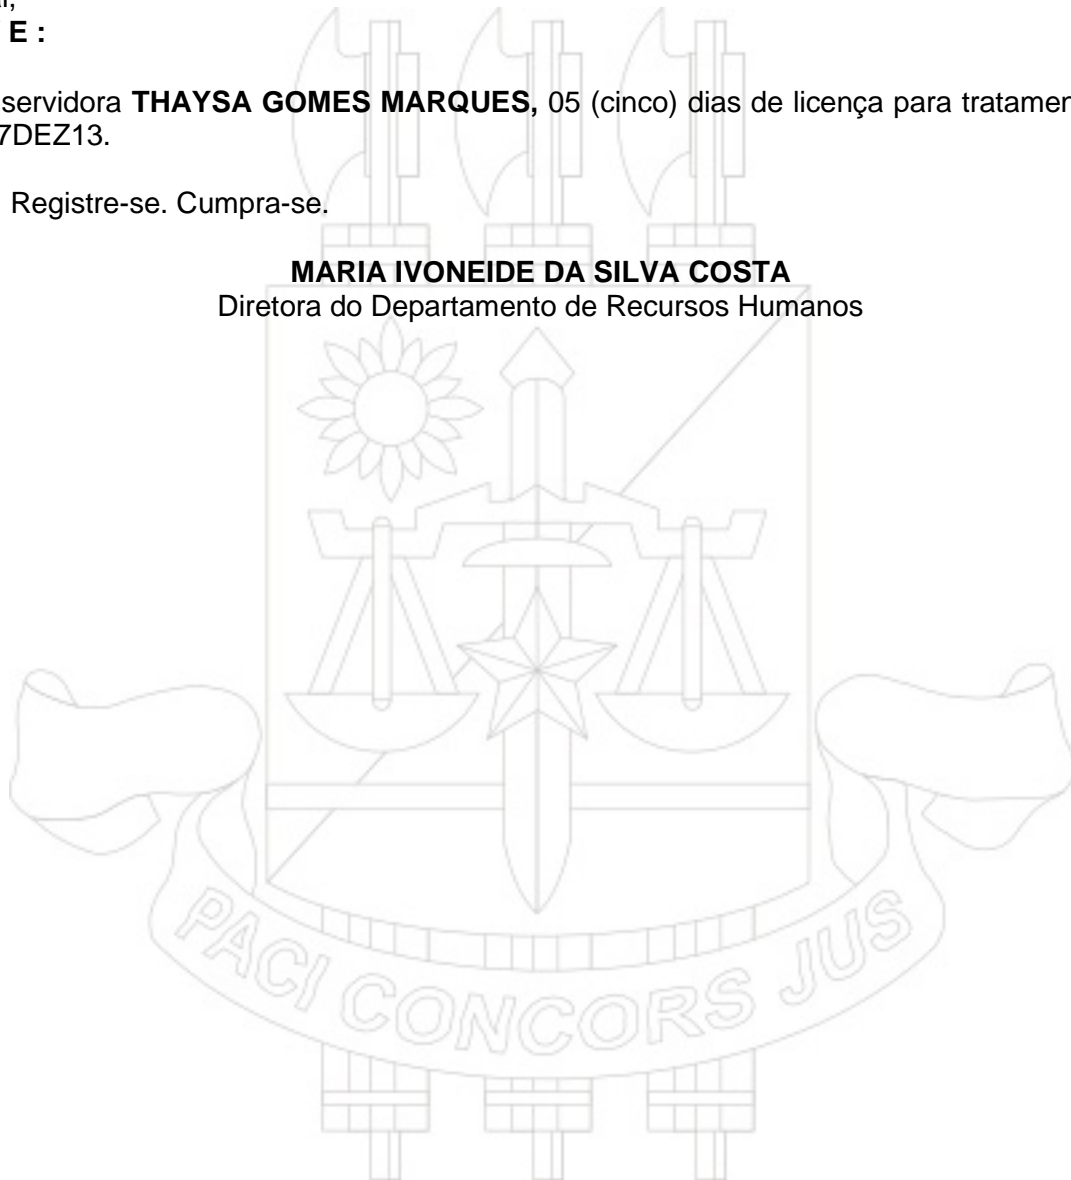 E :
servidora THAYSA GOMES MARQUES, 05 (cinco) dias de licença para
7DEZ13.
Registre-se. Cumpra-se.
MARIA IVONEIDE DA SILVA COSTA
Diretora do Departamento de Recursos Humanos
PACI CONCORS JUS